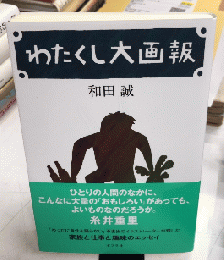 わたくし大画報
和田 誠
ひとりの人間のなかに、
こんなに大量の「おもしろい」があっても、
よいものなのだろうか。
糸井重里
家族と仕事と趣味のエッセイ